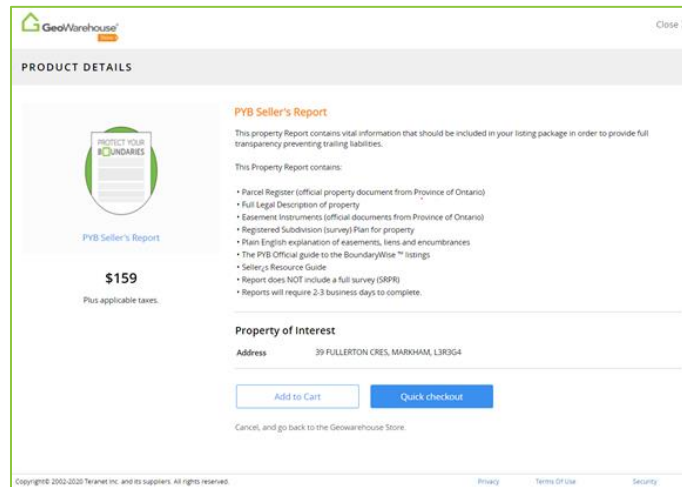 GeoWarehouse®
Store
Close
PRODUCT DETAILS
PROTECT YOUR
BOUNDARIES
PYB Seller's Report
$159
Plus applicable taxes.
PYB Seller's Report
This property Report contains vital information that should be included in your listing package in order to provide full
transparency preventing trailing liabilities.
This Property Report contains:
• Parcel Register (official property document from Province of Ontario)
• Full Legal Description of property
• Easement Instruments (official documents from Province of Ontario)
• Registered Subdivision (survey) Plan for property
• Plain English explanation of easements, liens and encumbrances
• The PYB Official guide to the BoundaryWise ™ listings
• Seller¿s Resource Guide
• Report does NOT include a full survey (SRPR)
• Reports will require 2-3 business days to complete.
Property of Interest
Address 39 FULLERTON CRES, MARKHAM, L3R3G4
Add to Cart Quick checkout
Cancel, and go back to the Geowarehouse Store.
Copyright© 2002-2020 Teranet Inc. and its suppliers. All rights reserved. Privacy Terms Of Use Security